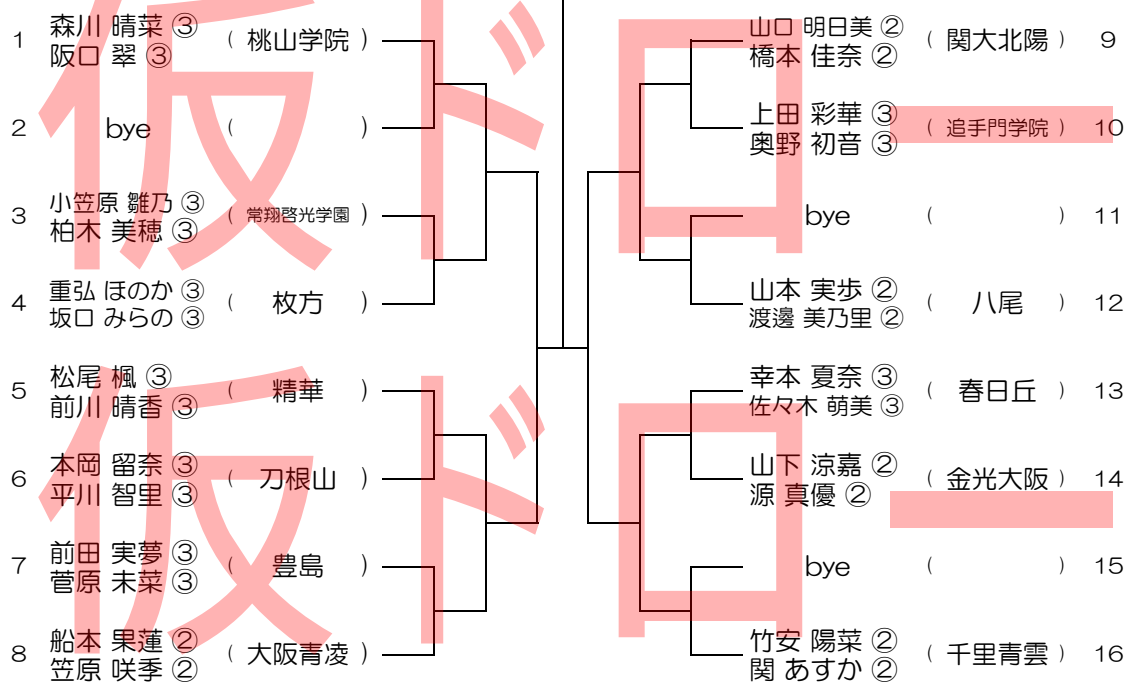 1 森川 晴菜 ③ ( 桃山学院 )
阪口 翠 ③
2 bye ( )
3 小笠原 雛乃 ③ ( 常翔啓光学園 )
柏木 美穂 ③
4 重弘 ほのか ③ ( 枚方 )
坂口 みらの ③
5 松尾 楓 ③ ( 精華 )
前川 晴香 ③
6 本岡 留奈 ③ ( 刀根山 )
平川 智里 ③
7 前田 実夢 ③ ( 豊島 )
菅原 未菜 ③
8 船本 果蓮 ② ( 大阪青凌 )
笠原 咲季 ②
山口 明日美 ② ( 関大北陽 ) 9
橋本 佳奈 ②
上田 彩華 ③ ( 追手門学院 ) 10
奥野 初音 ③
bye ( ) 11
山本 実歩 ② ( 八尾 ) 12
渡邊 美乃里 ②
幸本 夏奈 ③ ( 春日丘 ) 13
佐々木 萌美 ③
山下 涼嘉 ② ( 金光大阪 ) 14
源 真優 ②
bye ( ) 15
竹安 陽菜 ② ( 千里青雲 ) 16
関 あすか ②
仮ドロー
仮ドロー